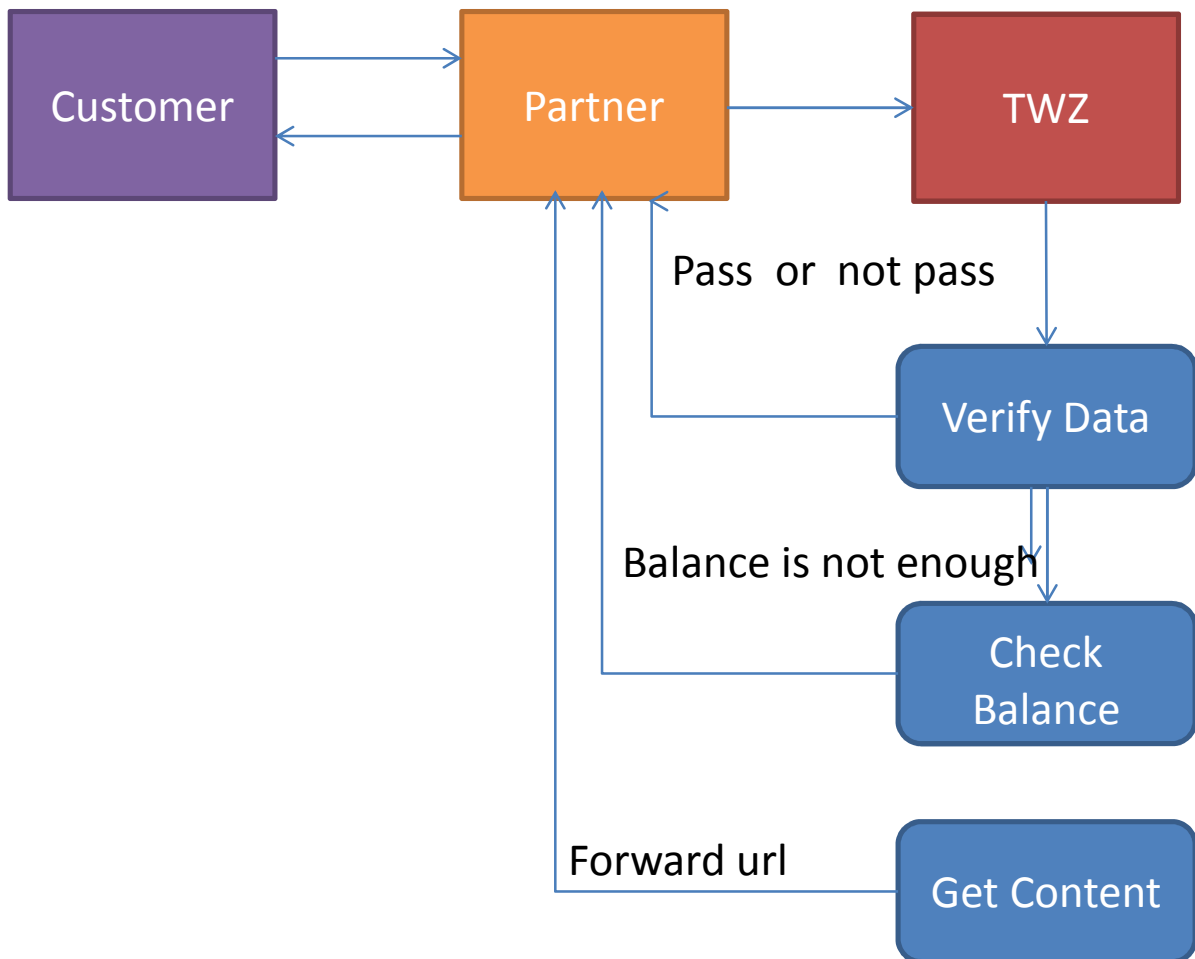 Customer
Partner
TWZ
Pass or not pass
Verify Data
Balance is not enough
Check
Balance
Forward url
Get Content